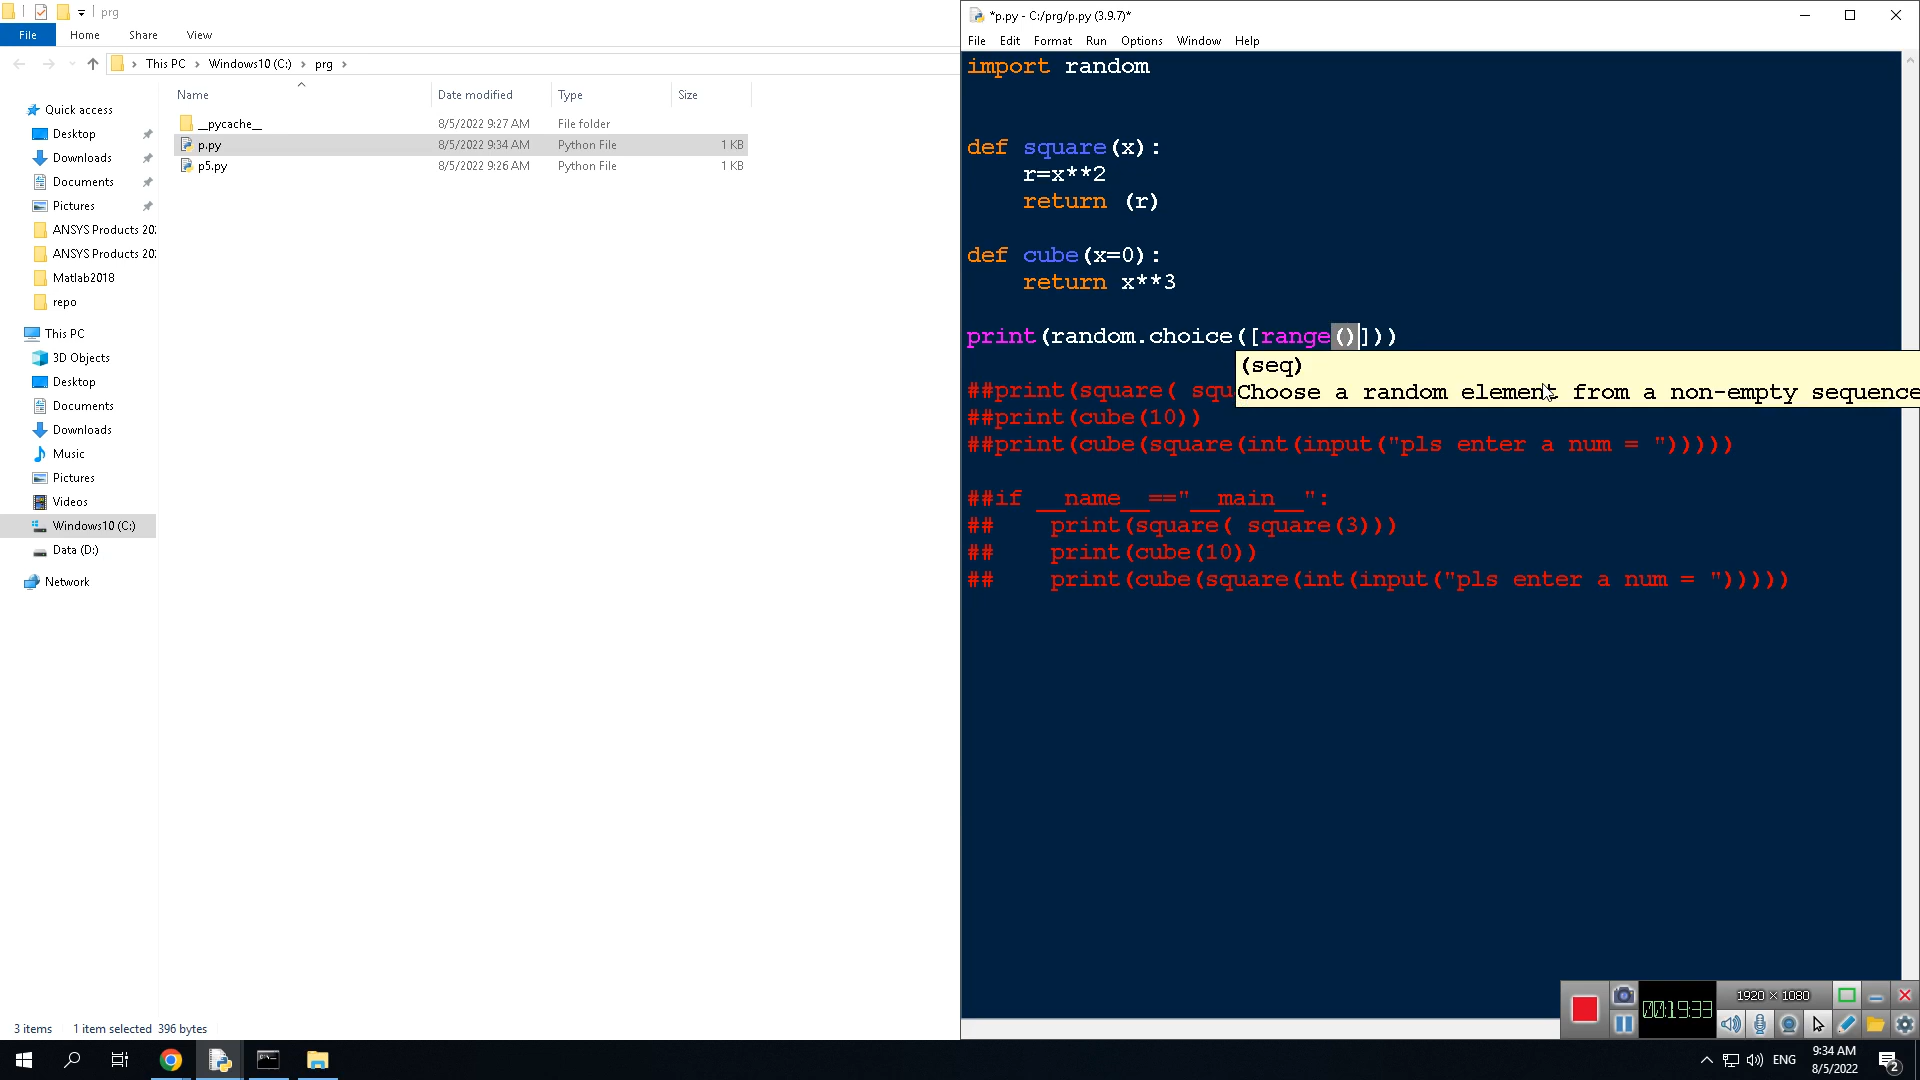 prg
File
Home
Share
View
This PC
Windows10 (C:)
prg
Name
Date modified
Type
Size
__pycache__
8/5/2022 9:27 AM
File folder
p.py
8/5/2022 9:34 AM
Python File
1 KB
p5.py
8/5/2022 9:26 AM
Python File
1 KB
Quick access
Desktop
Downloads
Documents
Pictures
ANSYS Products 20
ANSYS Products 20
Matlab2018
repo
This PC
3D Objects
Desktop
Documents
Downloads
Music
Pictures
Videos
Windows10 (C:)
Data (D:)
Network
3 items
1 item selected 396 bytes
*p.py - C:/prg/p.py (3.9.7)*
File Edit Format Run Options Window Help
import random
def square(x):
    r=x**2
    return (r)
def cube(x=0):
    return x**3
print(random.choice([range()]))
(seq)
Choose a random element from a non-empty sequence
##print(square( squ
##print(cube(10))
##print(cube(square(int(input("pls enter a num = ")))))
##if __name__=="__main__":
##    print(square( square(3)))
##    print(cube(10))
##    print(cube(square(int(input("pls enter a num = ")))))
00:19:33
1920 × 1080
ENG
9:34 AM
8/5/2022
2